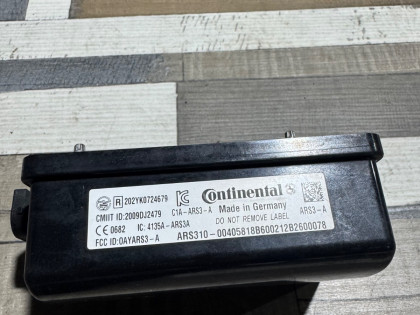 R 202YK0724679 Continental
CMIIT ID:2009DJ2479 C1A-ARS3-A Made in Germany ARS3-A
CE 0682 IC: 4135A-ARS3A DO NOT REMOVE LABEL
FCC ID:OAYARS3-A ARS310-00405818B600212B2600078